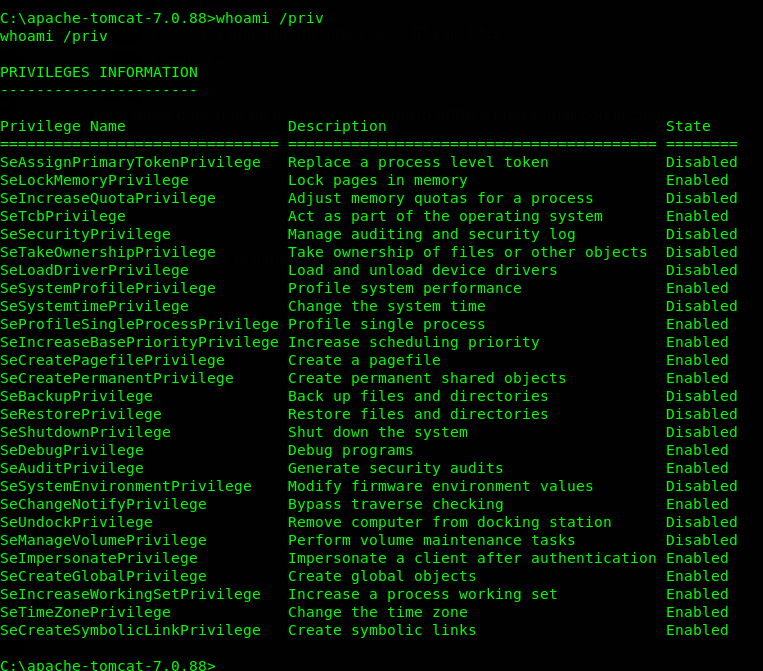 C:\apache-tomcat-7.0.88>whoami /priv
whoami /priv
PRIVILEGES INFORMATION
----------------------
Privilege Name                Description                               State
============================= ========================================= ========
SeAssignPrimaryTokenPrivilege Replace a process level token Disabled
SeLockMemoryPrivilege Lock pages in memory Enabled
SeIncreaseQuotaPrivilege Adjust memory quotas for a process Disabled
SeTcbPrivilege Act as part of the operating system Enabled
SeSecurityPrivilege Manage auditing and security log Disabled
SeTakeOwnershipPrivilege Take ownership of files or other objects Disabled
SeLoadDriverPrivilege Load and unload device drivers Disabled
SeSystemProfilePrivilege Profile system performance Enabled
SeSystemtimePrivilege Change the system time Disabled
SeProfileSingleProcessPrivilege Profile single process Enabled
SeIncreaseBasePriorityPrivilege Increase scheduling priority Enabled
SeCreatePagefilePrivilege Create a pagefile Enabled
SeCreatePermanentPrivilege Create permanent shared objects Enabled
SeBackupPrivilege Back up files and directories Disabled
SeRestorePrivilege Restore files and directories Disabled
SeShutdownPrivilege Shut down the system Disabled
SeDebugPrivilege Debug programs Enabled
SeAuditPrivilege Generate security audits Enabled
SeSystemEnvironmentPrivilege Modify firmware environment values Disabled
SeChangeNotifyPrivilege Bypass traverse checking Enabled
SeUndockPrivilege Remove computer from docking station Disabled
SeManageVolumePrivilege Perform volume maintenance tasks Disabled
SeImpersonatePrivilege Impersonate a client after authentication Enabled
SeCreateGlobalPrivilege Create global objects Enabled
SeIncreaseWorkingSetPrivilege Increase a process working set Enabled
SeTimeZonePrivilege Change the time zone Enabled
SeCreateSymbolicLinkPrivilege Create symbolic links Enabled
C:\apache-tomcat-7.0.88>